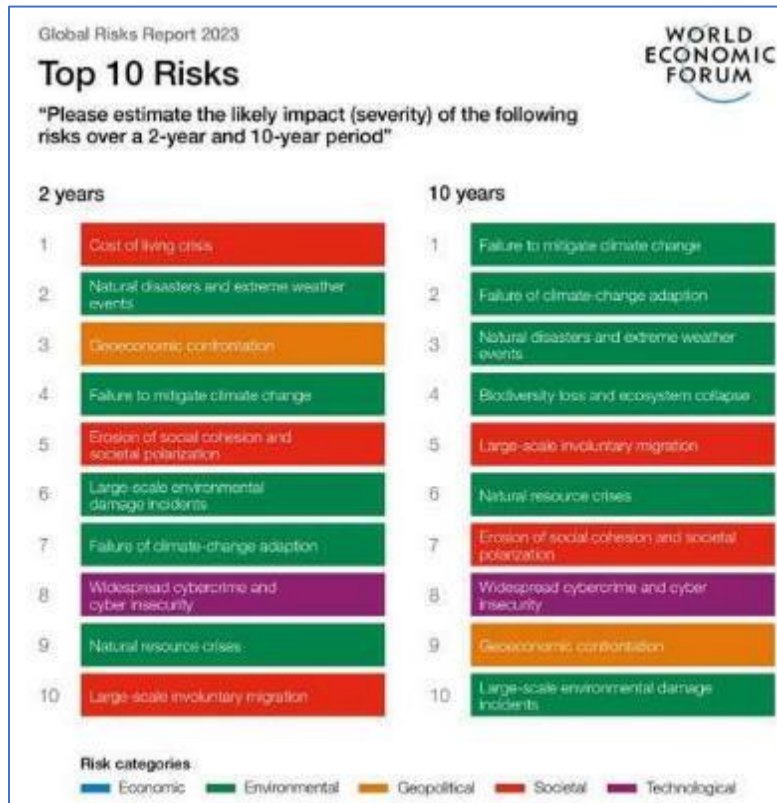 Global Risks Report 2023
WORLD
ECONOMIC
FORUM
Top 10 Risks
"Please estimate the likely impact (severity) of the following
risks over a 2-year and 10-year period"
2 years
1
Cost of living crisis
2
Natural disasters and extreme weather
events
3
Geoeconomic confrontation
4
Failure to mitigate climate change
5
Erosion of social cohesion and
societal polarization
6
Large-scale environmental
damage incidents
7
Failure of climate-change adaption
8
Widespread cybercrime and
cyber insecurity
9
Natural resource crises
10
Large-scale involuntary migration
10 years
1
Failure to mitigate climate change
2
Failure of climate-change adaption
3
Natural disasters and extreme weather
events
4
Biodiversity loss and ecosystem collapse
5
Large-scale involuntary migration
6
Natural resource crises
7
Erosion of social cohesion and societal
polarization
8
Widespread cybercrime and cyber
insecurity
9
Geoeconomic confrontation
10
Large-scale environmental damage
incidents
Risk categories
Economic Environmental Geopolitical Societal Technological